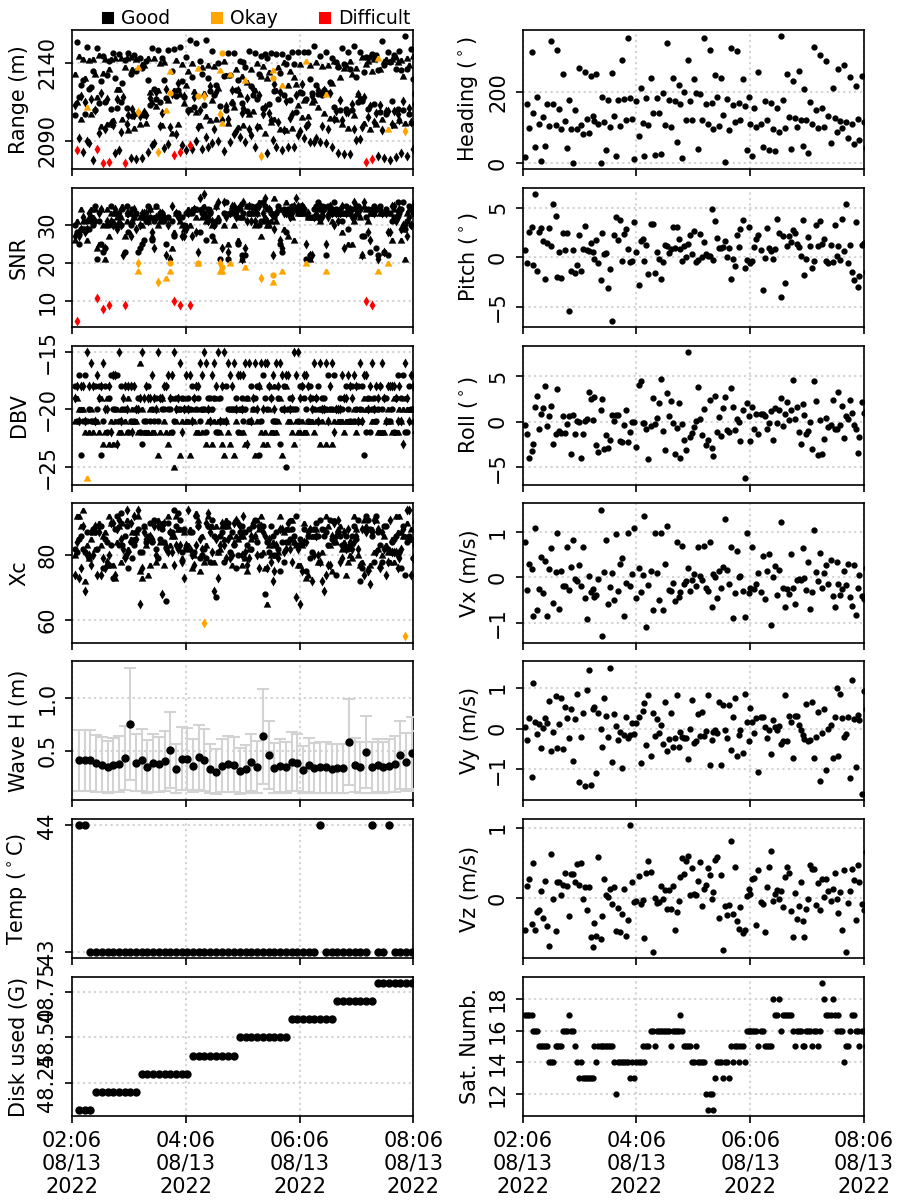 Good Okay Difficult
Range (m)
2140
2090
Heading (°)
200
0
SNR
30
20
10
Pitch (°)
5
0
−5
DBV
−15
−20
−25
Roll (°)
5
0
−5
Xc
80
60
Vx (m/s)
1
0
−1
Wave H (m)
1.0
0.5
Vy (m/s)
1
0
−1
Temp (°C)
44
43
Vz (m/s)
1
0
Disk used (G)
48.75
48.50
48.25
Sat. Numb.
18
16
14
12
02:06 04:06 06:06 08:06
08/13 08/13 08/13 08/13
2022 2022 2022 2022
02:06 04:06 06:06 08:06
08/13 08/13 08/13 08/13
2022 2022 2022 2022